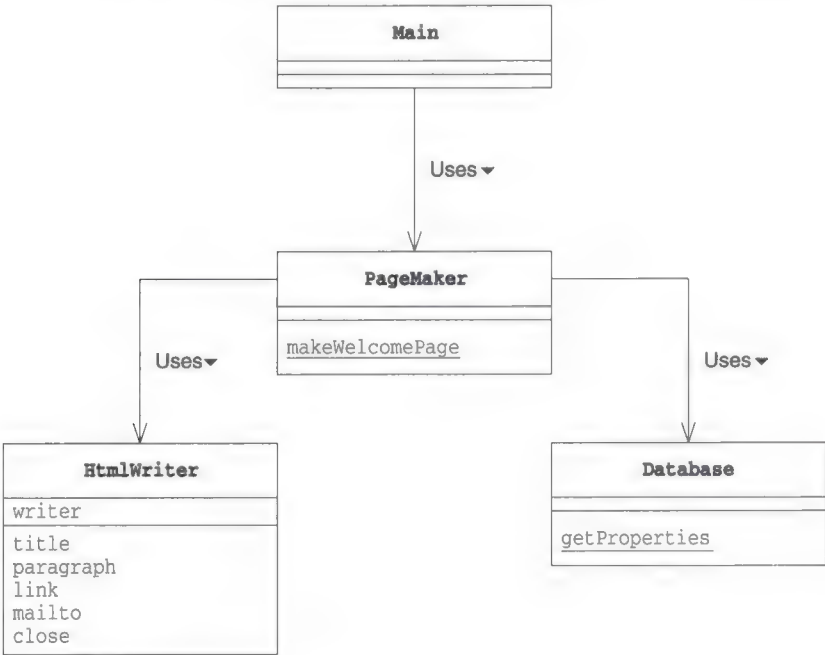 Main
Uses
PageMaker
makeWelcomePage
Uses
Uses
HtmlWriter
writer
title
paragraph
link
mailto
close
Database
getProperties